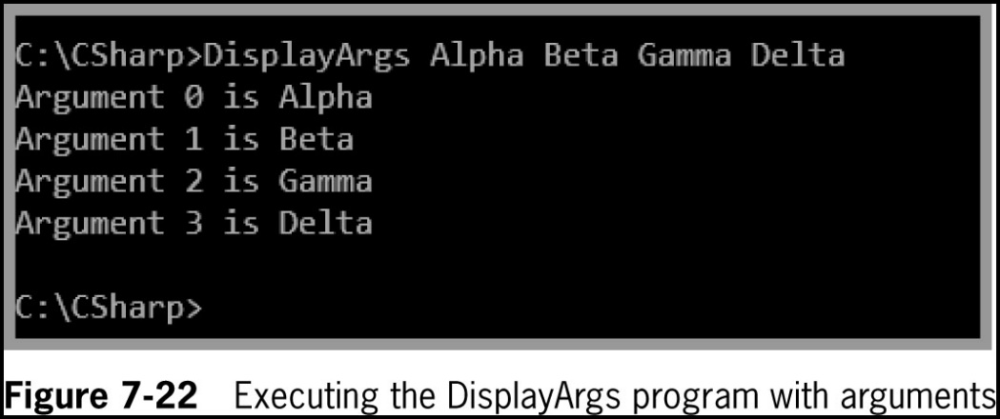 C:\CSharp>DisplayArgs Alpha Beta Gamma Delta
Argument 0 is Alpha
Argument 1 is Beta
Argument 2 is Gamma
Argument 3 is Delta
C:\CSharp>
Figure 7-22 Executing the DisplayArgs program with arguments